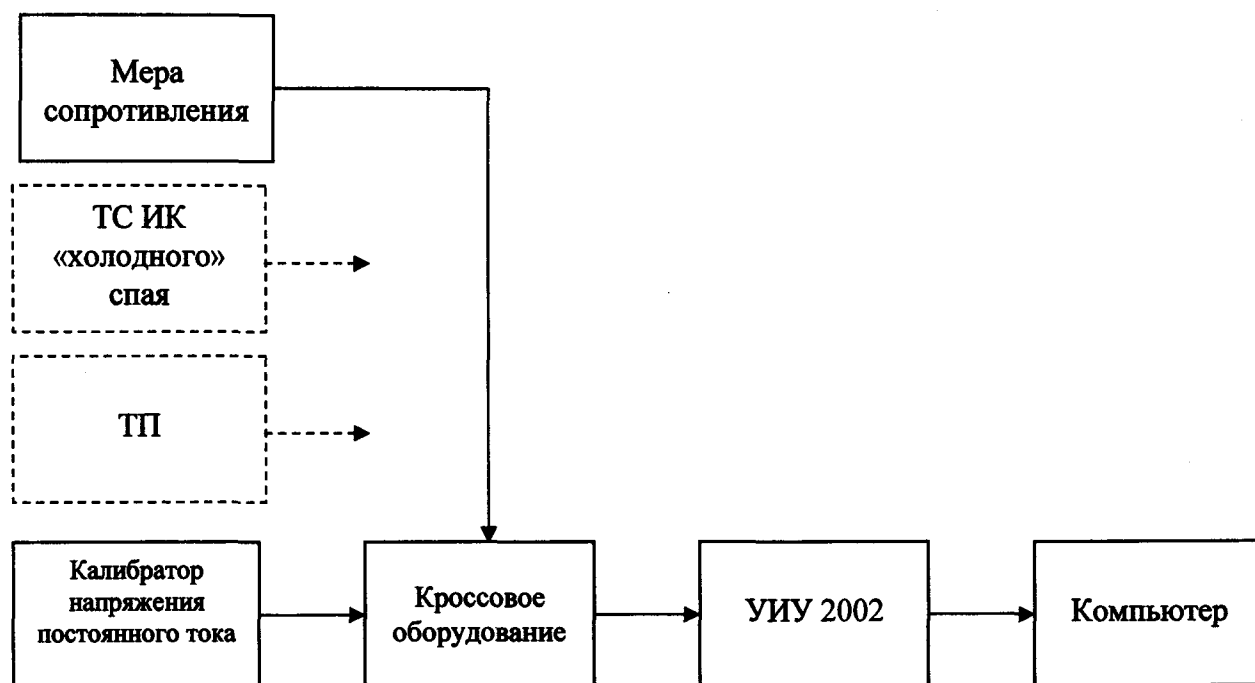 Мера
сопротивления
ТС ИК
«холодного»
спая
ТП
Калибратор
напряжения
постоянного тока
Кроссовое
оборудование
УИУ 2002
Компьютер